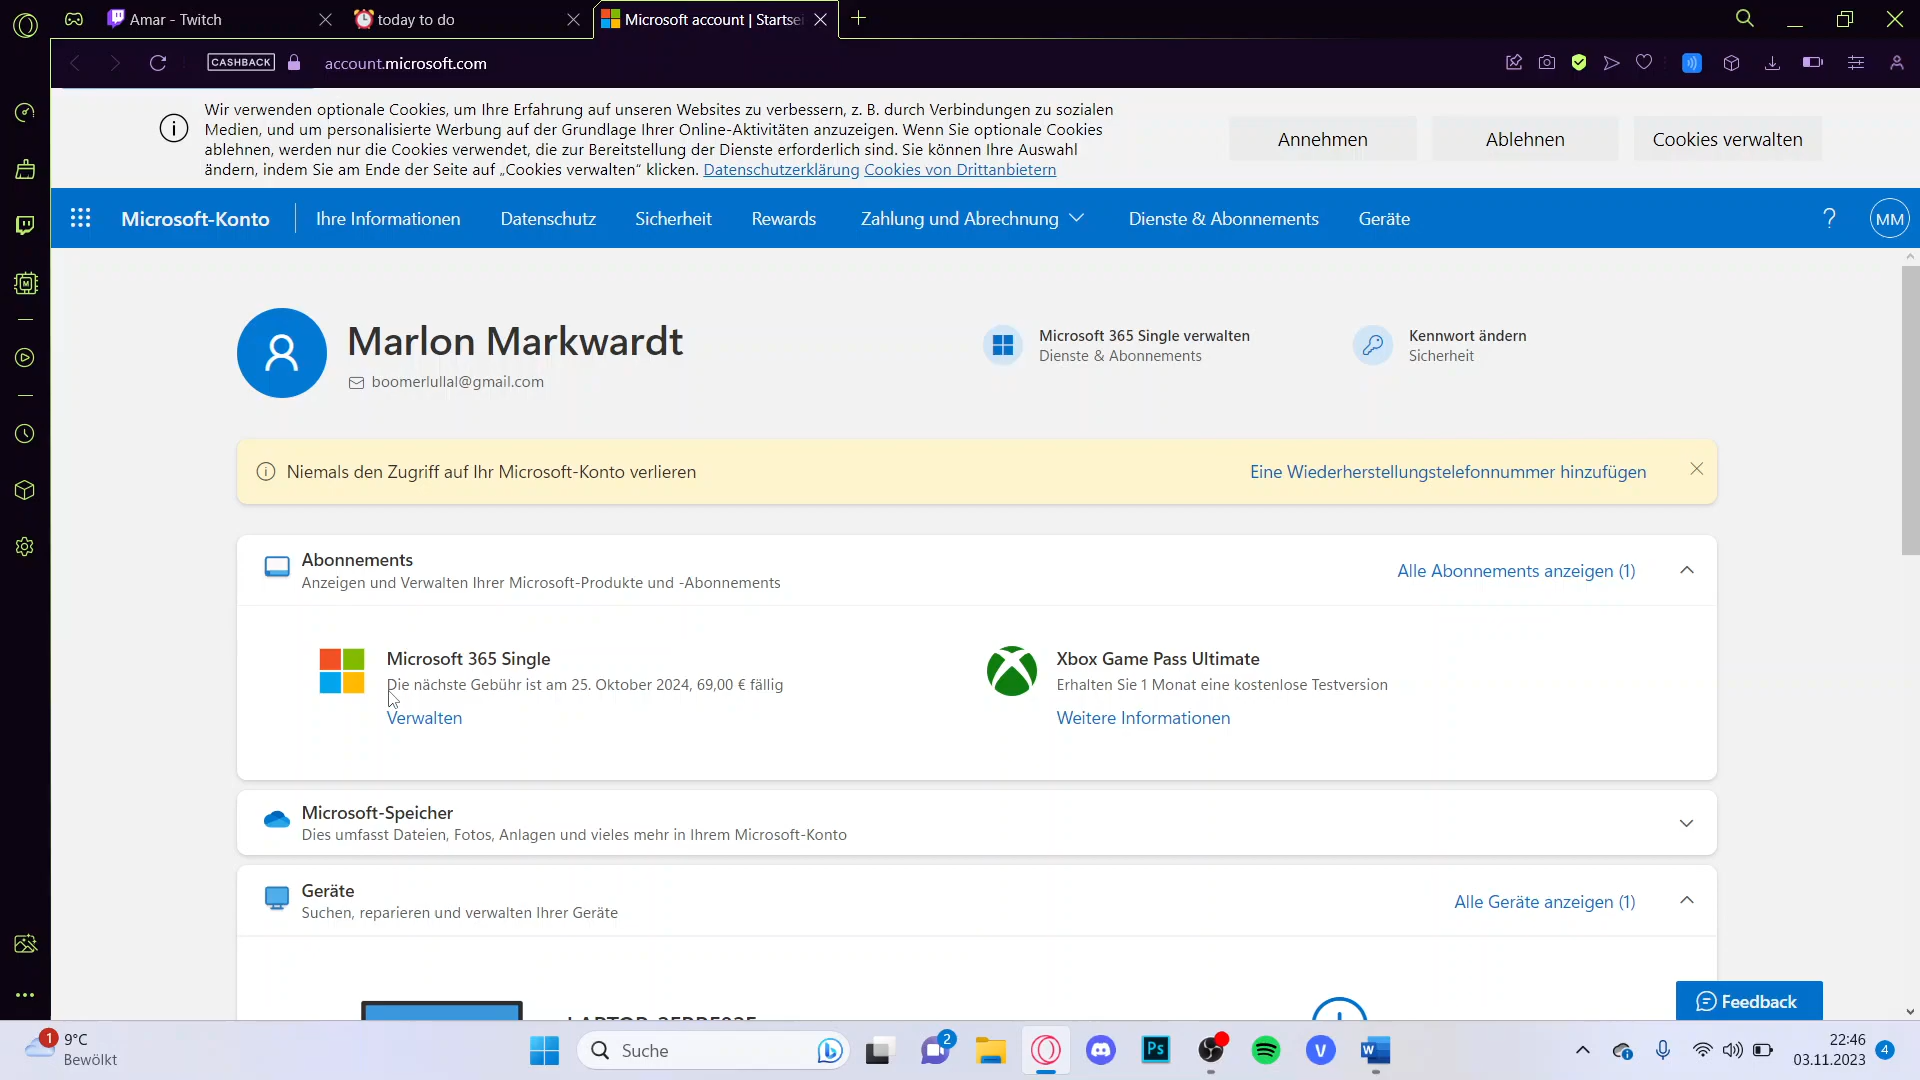 Amar - Twitch
today to do
Microsoft account | Startsei
CASHBACK
account.microsoft.com
Wir verwenden optionale Cookies, um Ihre Erfahrung auf unseren Websites zu verbessern, z. B. durch Verbindungen zu sozialen
Medien, und um personalisierte Werbung auf der Grundlage Ihrer Online-Aktivitäten anzuzeigen. Wenn Sie optionale Cookies
ablehnen, werden nur die Cookies verwendet, die zur Bereitstellung der Dienste erforderlich sind. Sie können Ihre Auswahl
ändern, indem Sie am Ende der Seite auf „Cookies verwalten“ klicken. Datenschutzerklärung Cookies von Drittanbietern
Annehmen
Ablehnen
Cookies verwalten
Microsoft-Konto
Ihre Informationen
Datenschutz
Sicherheit
Rewards
Zahlung und Abrechnung
Dienste & Abonnements
Geräte
?
MM
Marlon Markwardt
boomerlullal@gmail.com
Microsoft 365 Single verwalten
Dienste & Abonnements
Kennwort ändern
Sicherheit
Niemals den Zugriff auf Ihr Microsoft-Konto verlieren
Eine Wiederherstellungstelefonnummer hinzufügen
Abonnements
Anzeigen und Verwalten Ihrer Microsoft-Produkte und -Abonnements
Alle Abonnements anzeigen (1)
Microsoft 365 Single
Die nächste Gebühr ist am 25. Oktober 2024, 69,00 € fällig
Verwalten
Xbox Game Pass Ultimate
Erhalten Sie 1 Monat eine kostenlose Testversion
Weitere Informationen
Microsoft-Speicher
Dies umfasst Dateien, Fotos, Anlagen und vieles mehr in Ihrem Microsoft-Konto
Geräte
Suchen, reparieren und verwalten Ihrer Geräte
Alle Geräte anzeigen (1)
Feedback
1
9°C
Bewölkt
Suche
2
Ps
V
W
22:46
03.11.2023
4